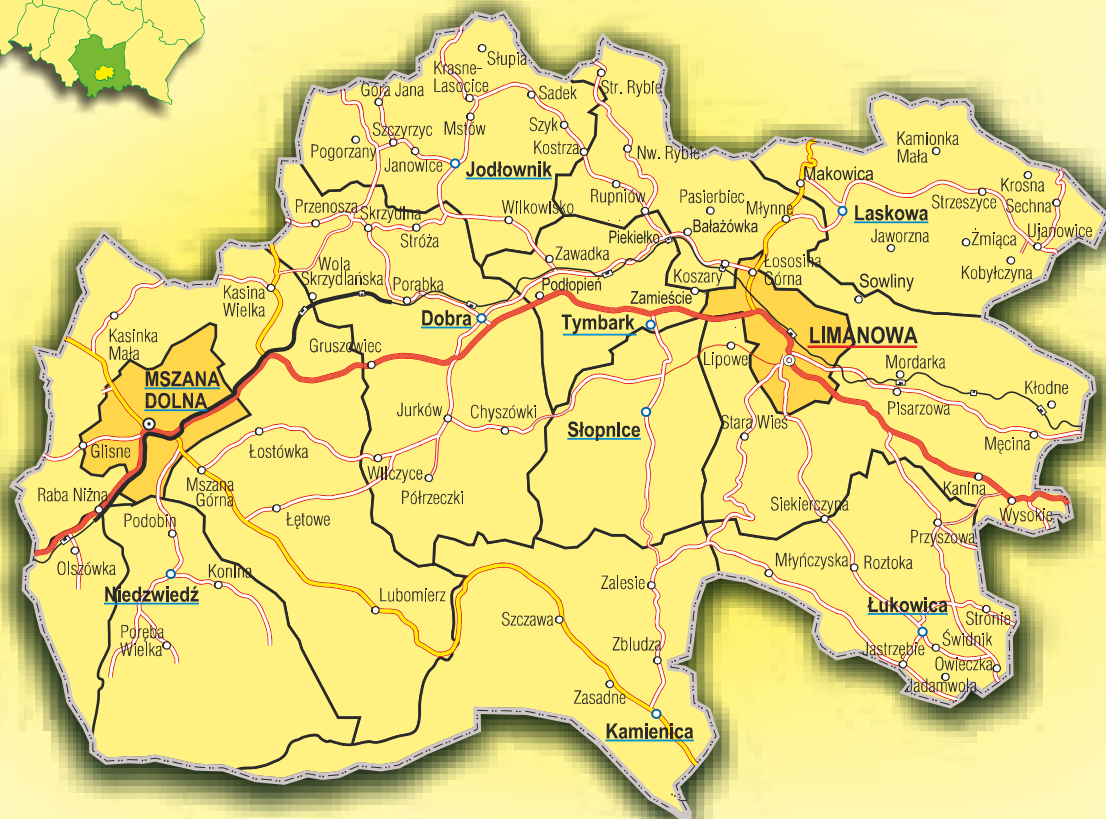 Słupia
Krasne-
Lasocice
Str. Rybie
Góra Jana
Sadek
Szczyrzyc
Mstów
Szyk
Kamionka
Mała
Pogorzany
Janowice
Kostrza
Nw. Rybie
Jodłownik
Makowica
Krosna
Rupniów
Pasierbiec
Strzeszyce
Sechna
Przenosza
Skrzydlna
Wilkowisko
Młynne
Laskowa
Stróża
Piekiełko
Bałażówka
Jaworzna
Żmiąca
Ujanowice
Zawadka
Wola
Skrzydlańska
Porąbka
Podłopień
Koszary
Łososina
Górna
Kobyłczyna
Sowliny
Kasina
Wielka
Zamieście
Dobra
Tymbark
Kasinka
Mała
Gruszowiec
Lipowe
LIMANOWA
Mordarka
MSZANA
DOLNA
Kłodne
Jurków
Chyszówki
Pisarzowa
Słopnice
Stara Wieś
Męcina
Glisne
Łostówka
Wilczyce
Półrzeczki
Raba Niżna
Mszana
Górna
Kanina
Siekierczyna
Wysokie
Podobin
Łętowe
Przyszowa
Olszówka
Konina
Młyńczyska
Roztoka
Niedzwiedź
Lubomierz
Zalesie
Łukowica
Szczawa
Stronie
Poręba
Wielka
Zbludza
Świdnik
Jastrzębie
Owieczka
Zasadne
Jadamwola
Kamienica